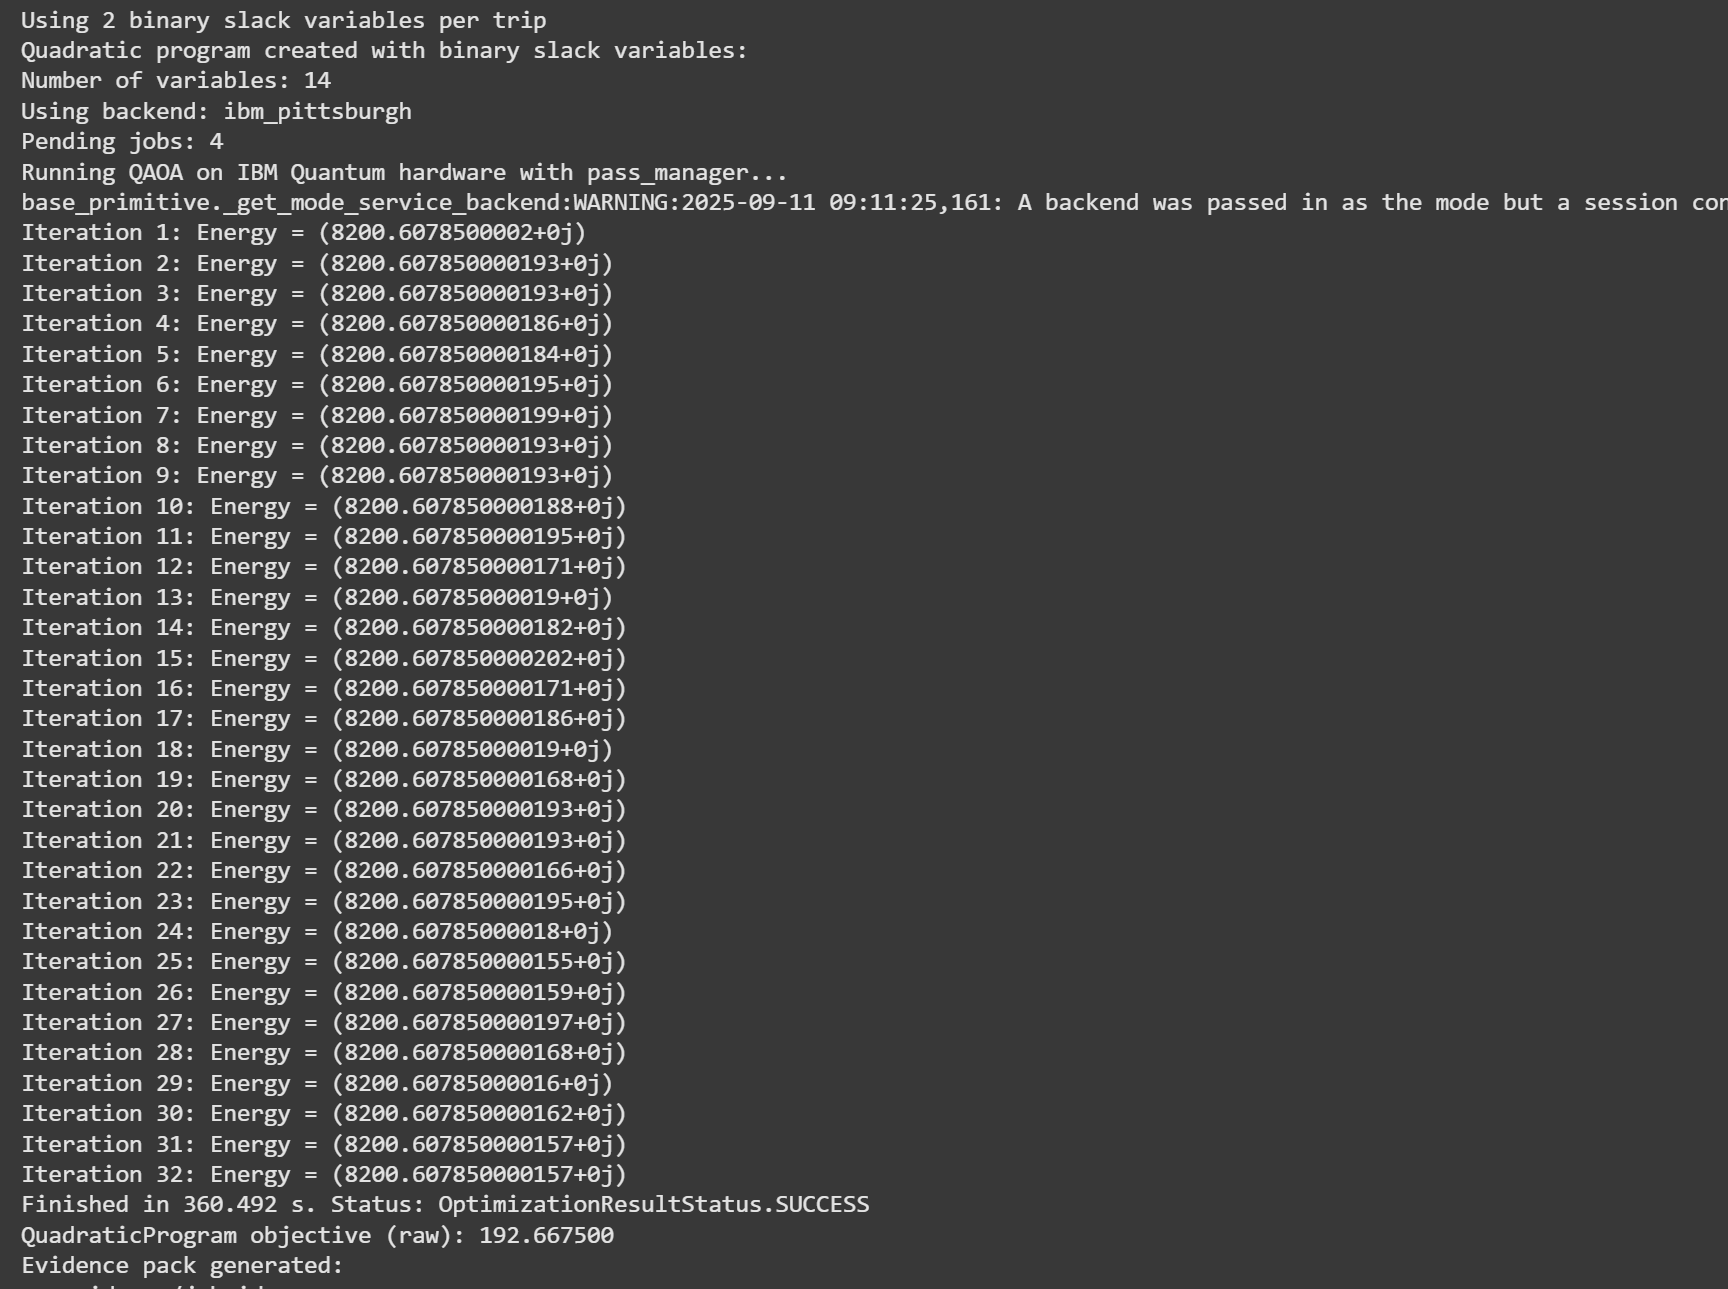 Using 2 binary slack variables per trip
Quadratic program created with binary slack variables:
Number of variables: 14
Using backend: ibm_pittsburgh
Pending jobs: 4
Running QAOA on IBM Quantum hardware with pass_manager...
base_primitive._get_mode_service_backend:WARNING:2025-09-11 09:11:25,161: A backend was passed in as the mode but a session con
Iteration 1: Energy = (8200.6078500002+0j)
Iteration 2: Energy = (8200.607850000193+0j)
Iteration 3: Energy = (8200.607850000193+0j)
Iteration 4: Energy = (8200.607850000186+0j)
Iteration 5: Energy = (8200.607850000184+0j)
Iteration 6: Energy = (8200.607850000195+0j)
Iteration 7: Energy = (8200.607850000199+0j)
Iteration 8: Energy = (8200.607850000193+0j)
Iteration 9: Energy = (8200.607850000193+0j)
Iteration 10: Energy = (8200.607850000188+0j)
Iteration 11: Energy = (8200.607850000195+0j)
Iteration 12: Energy = (8200.607850000171+0j)
Iteration 13: Energy = (8200.60785000019+0j)
Iteration 14: Energy = (8200.607850000182+0j)
Iteration 15: Energy = (8200.607850000202+0j)
Iteration 16: Energy = (8200.607850000171+0j)
Iteration 17: Energy = (8200.607850000186+0j)
Iteration 18: Energy = (8200.60785000019+0j)
Iteration 19: Energy = (8200.607850000168+0j)
Iteration 20: Energy = (8200.607850000193+0j)
Iteration 21: Energy = (8200.607850000193+0j)
Iteration 22: Energy = (8200.607850000166+0j)
Iteration 23: Energy = (8200.607850000195+0j)
Iteration 24: Energy = (8200.60785000018+0j)
Iteration 25: Energy = (8200.607850000155+0j)
Iteration 26: Energy = (8200.607850000159+0j)
Iteration 27: Energy = (8200.607850000197+0j)
Iteration 28: Energy = (8200.607850000168+0j)
Iteration 29: Energy = (8200.60785000016+0j)
Iteration 30: Energy = (8200.607850000162+0j)
Iteration 31: Energy = (8200.607850000157+0j)
Iteration 32: Energy = (8200.607850000157+0j)
Finished in 360.492 s. Status: OptimizationResultStatus.SUCCESS
QuadraticProgram objective (raw): 192.667500
Evidence pack generated: